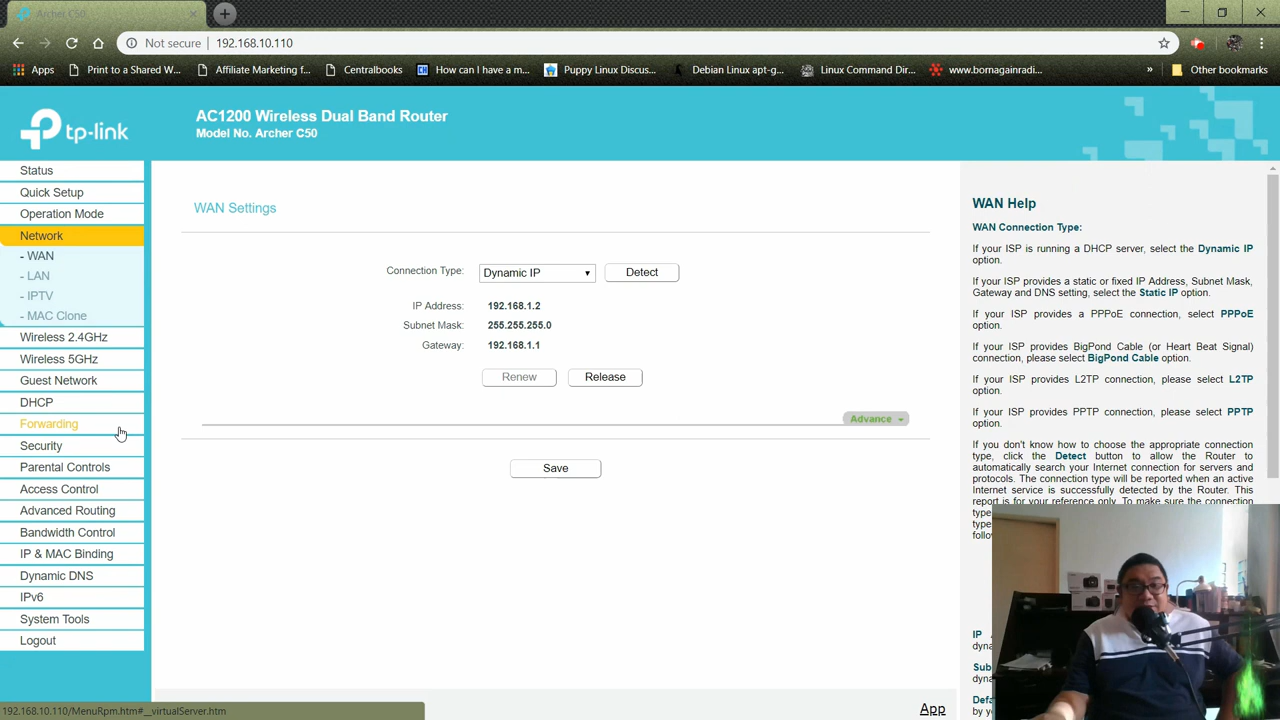 Archer C50
Not secure | 192.168.10.110
Apps
Print to a Shared W...
Affiliate Marketing f...
Centralbooks
CH
How can I have a m...
Puppy Linux Discus...
Debian Linux apt-g...
Linux Command Dir...
www.bornagainradi...
»
Other bookmarks
tp-link
AC1200 Wireless Dual Band Router
Model No. Archer C50
Status
Quick Setup
Operation Mode
Network
- WAN
- LAN
- IPTV
- MAC Clone
Wireless 2.4GHz
Wireless 5GHz
Guest Network
DHCP
Forwarding
Security
Parental Controls
Access Control
Advanced Routing
Bandwidth Control
IP & MAC Binding
Dynamic DNS
IPv6
System Tools
Logout
WAN Settings
Connection Type: Dynamic IP Detect
IP Address: 192.168.1.2
Subnet Mask: 255.255.255.0
Gateway: 192.168.1.1
Renew Release
Advance
Save
WAN Help
WAN Connection Type:
If your ISP is running a DHCP server, select the Dynamic IP
option.
If your ISP provides a static or fixed IP Address, Subnet Mask,
Gateway and DNS setting, select the Static IP option.
If your ISP provides a PPPoE connection, select PPPoE
option.
If your ISP provides BigPond Cable (or Heart Beat Signal)
connection, please select BigPond Cable option.
If your ISP provides L2TP connection, please select L2TP
option.
If your ISP provides PPTP connection, please select PPTP
option.
If you don't know how to choose the appropriate connection
type, click the Detect button to allow the Router to
automatically search your Internet connection for servers and
protocols. The connection type will be reported when an active
Internet service is successfully detected by the Router. This
report is for your reference only. To make sure the connection
type
type
follo
IP
dyna
Sub
dyna
Defa
by yo
192.168.10.110/MenuRpm.htm#__virtualServer.htm
App